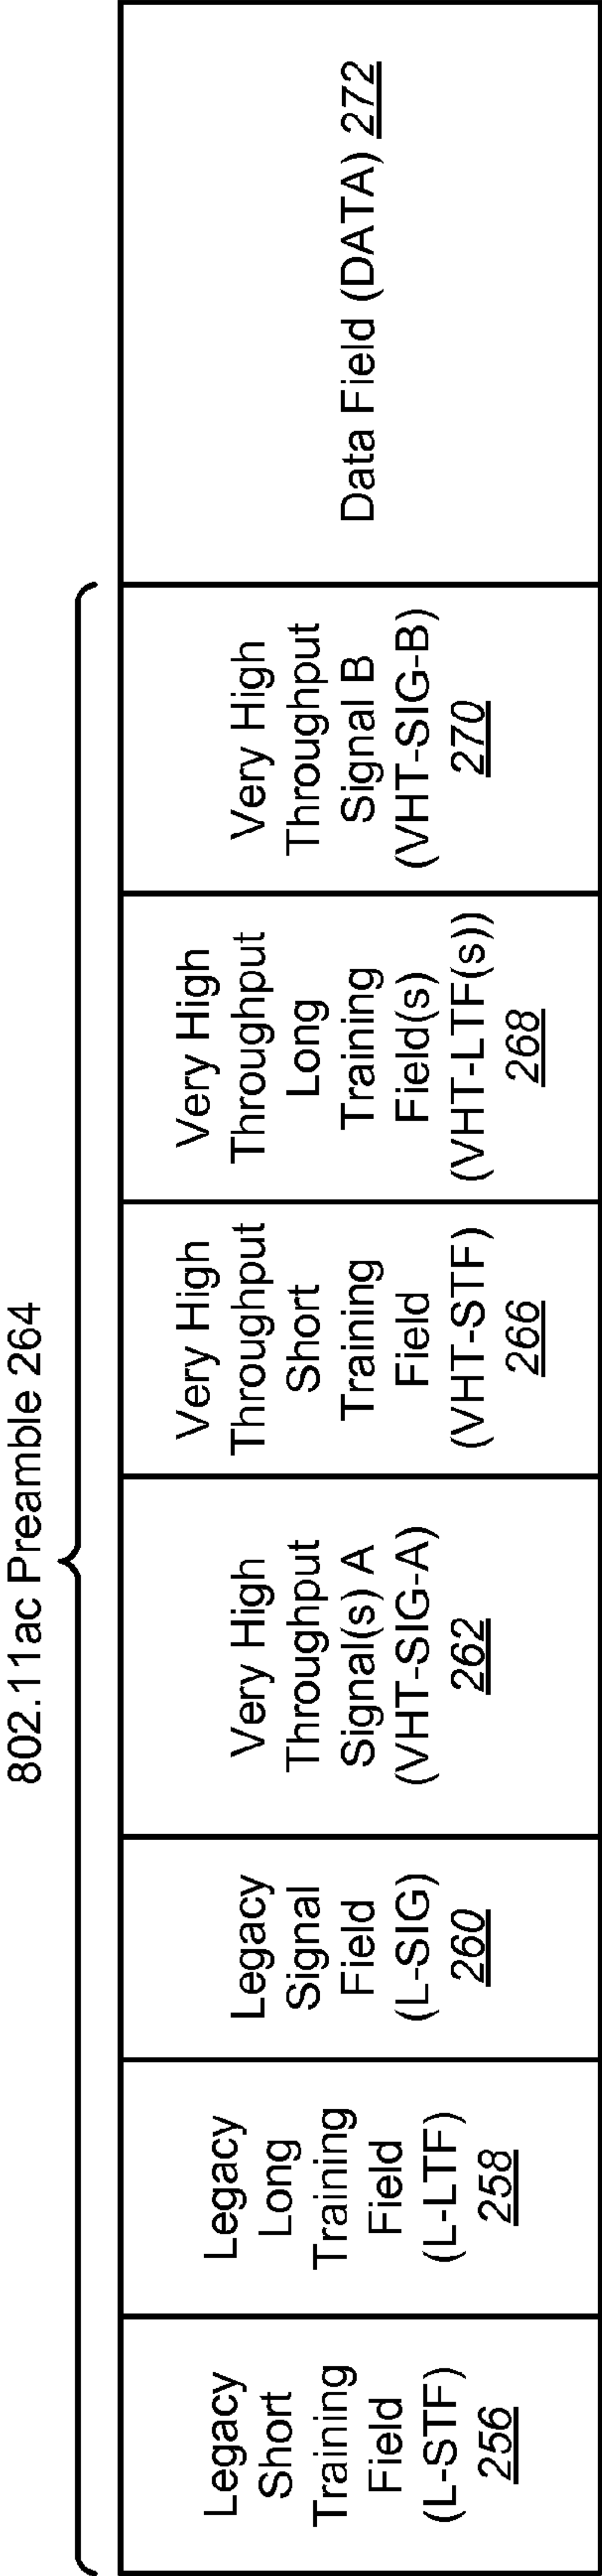 802.11ac Preamble 264
Legacy
Short
Training
Field
(L-STF)
256
Legacy
Long
Training
Field
(L-LTF)
258
Legacy
Signal
Field
(L-SIG)
260
Very High
Throughput
Signal(s) A
(VHT-SIG-A)
262
Very High
Throughput
Short
Training
Field
(VHT-STF)
266
Very High
Throughput
Long
Training
Field(s)
(VHT-LTF(s))
268
Very High
Throughput
Signal B
(VHT-SIG-B)
270
Data Field (DATA) 272